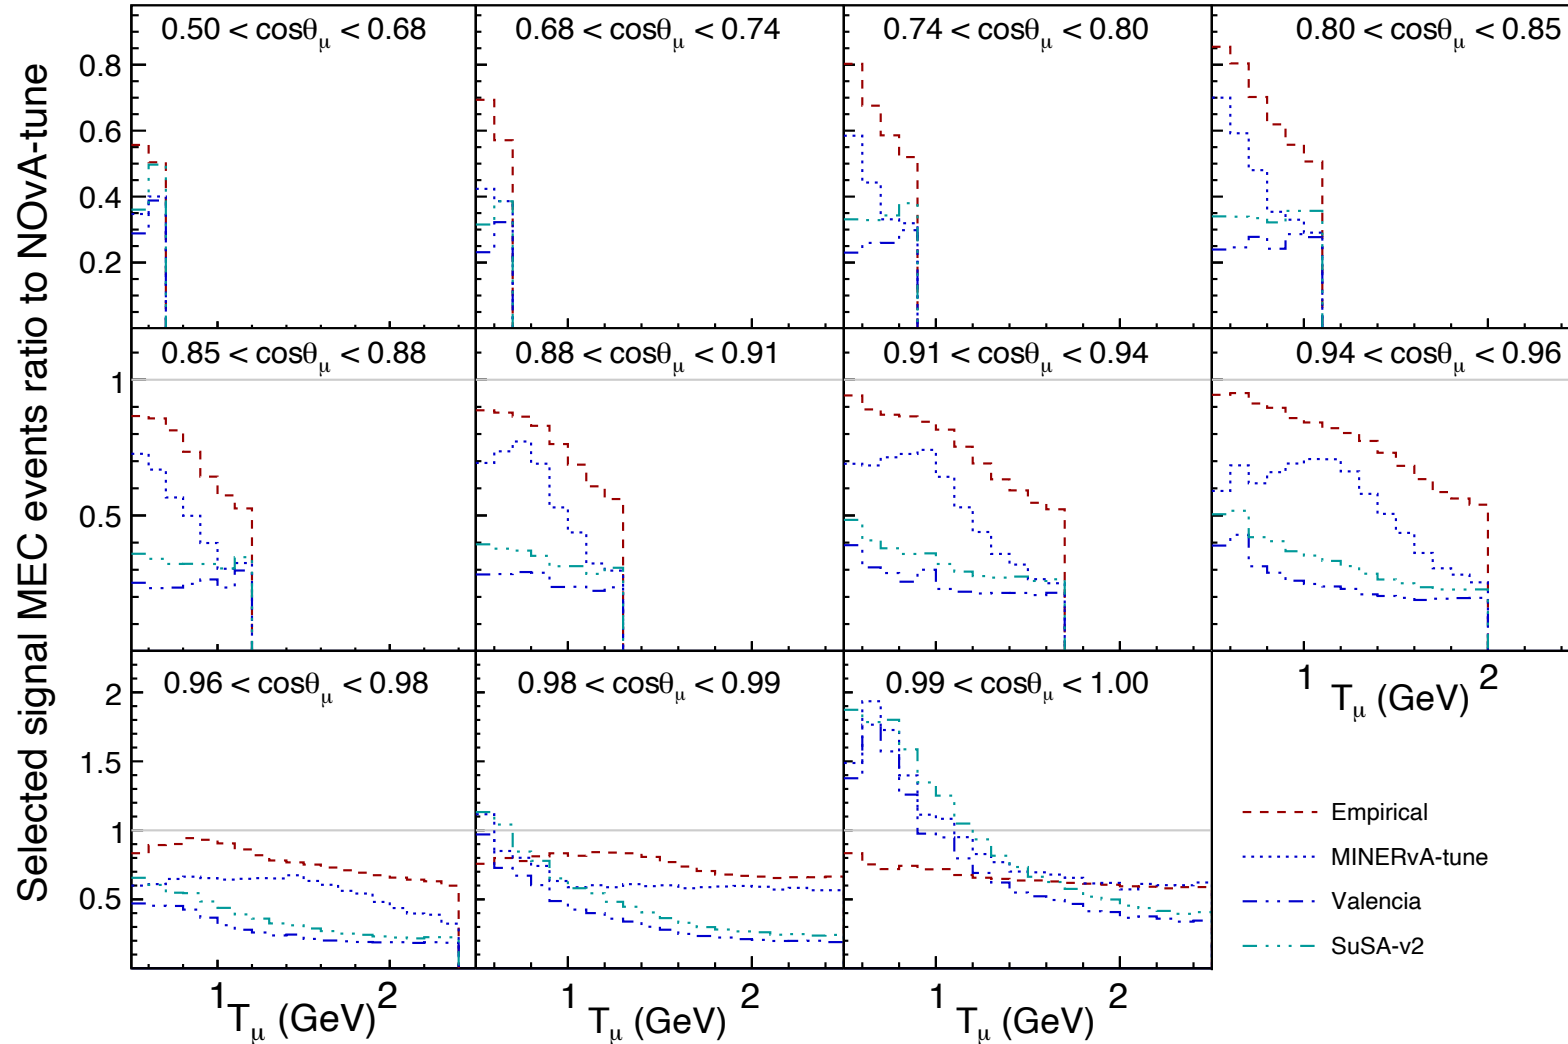 Selected signal MEC events ratio to NOvA-tune
0.50 < cosθμ < 0.68
0.68 < cosθμ < 0.74
0.74 < cosθμ < 0.80
0.80 < cosθμ < 0.85
0.8
0.6
0.4
0.2
0.85 < cosθμ < 0.88
0.88 < cosθμ < 0.91
0.91 < cosθμ < 0.94
0.94 < cosθμ < 0.96
1
0.5
0.96 < cosθμ < 0.98
0.98 < cosθμ < 0.99
0.99 < cosθμ < 1.00
1 2
Tμ (GeV)
2
1.5
1
0.5
Empirical
MINERvA-tune
Valencia
SuSA-v2
1 2
1 2
1 2
Tμ (GeV)
Tμ (GeV)
Tμ (GeV)